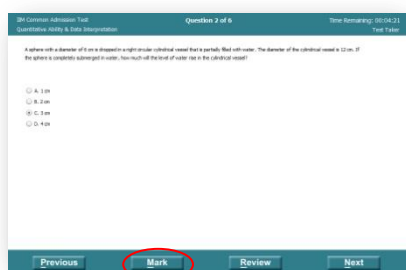 IIM Common Admission Test
Question 2 of 6
Time Remaining: 00:04:21
Quantitative Ability & Data Interpretation
Test Taker
A sphere with a diameter of 6 cm is dropped in a right circular cylindrical vessel that is partially filled with water. The diameter of the cylindrical vessel is 12 cm. If
the sphere is completely submerged in water, how much will the level of water rise in the cylindrical vessel?
A. 1 cm
B. 2 cm
C. 3 cm
D. 4 cm
Previous
Mark
Review
Next